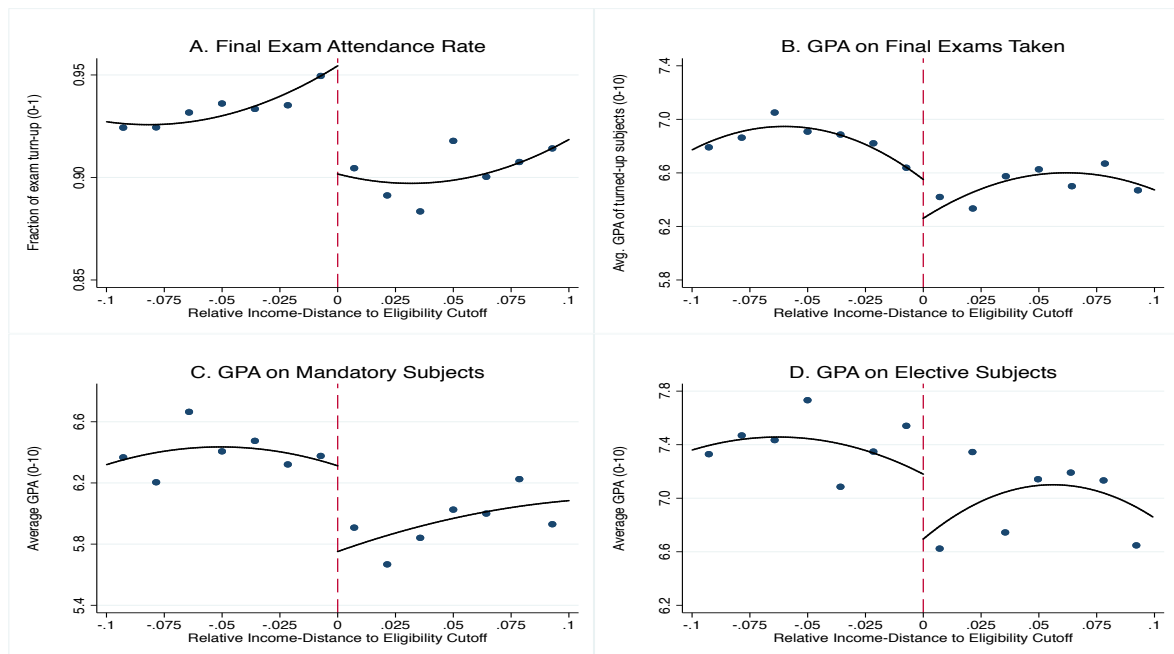 A. Final Exam Attendance Rate
Fraction of exam turn-up (0-1)
0.95
0.90
0.85
-.1 -.075 -.05 -.025 0 .025 .05 .075 .1
Relative Income-Distance to Eligibility Cutoff
B. GPA on Final Exams Taken
Avg. GPA of turned-up subjects (0-10)
7.4
7.0
6.6
6.2
5.8
-.1 -.075 -.05 -.025 0 .025 .05 .075 .1
Relative Income-Distance to Eligibility Cutoff
C. GPA on Mandatory Subjects
Average GPA (0-10)
6.6
6.2
5.8
5.4
-.1 -.075 -.05 -.025 0 .025 .05 .075 .1
Relative Income-Distance to Eligibility Cutoff
D. GPA on Elective Subjects
Average GPA (0-10)
7.8
7.4
7.0
6.6
6.2
-.1 -.075 -.05 -.025 0 .025 .05 .075 .1
Relative Income-Distance to Eligibility Cutoff